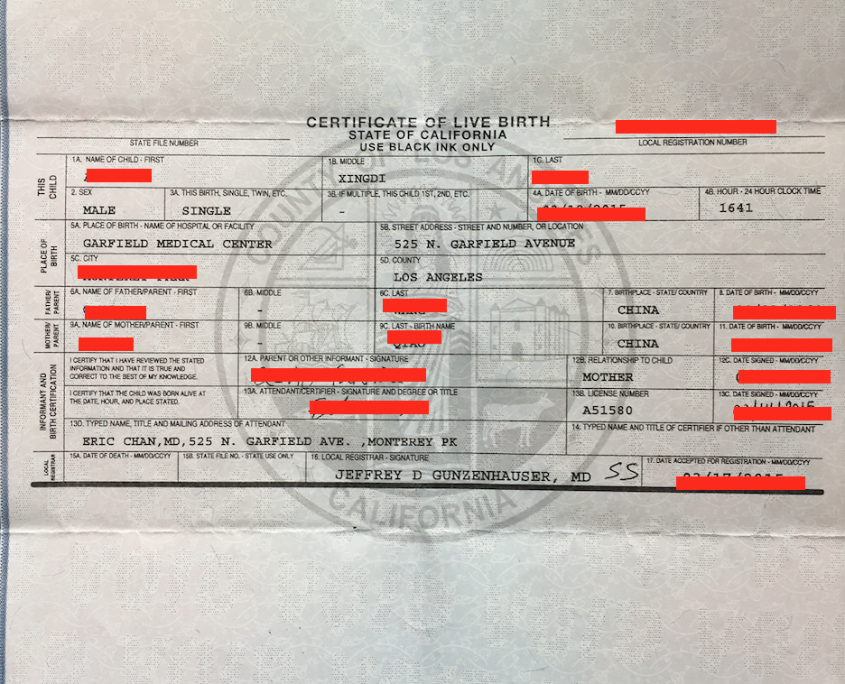 CERTIFICATE OF LIVE BIRTH
STATE OF CALIFORNIA
USE BLACK INK ONLY
STATE FILE NUMBER
LOCAL REGISTRATION NUMBER
THIS CHILD
1A. NAME OF CHILD - FIRST
1B. MIDDLE
XINGDI
1C. LAST
2. SEX
MALE
3A. THIS BIRTH, SINGLE, TWIN, ETC.
SINGLE
3B. IF MULTIPLE, THIS CHILD 1ST, 2ND, ETC.
-
4A. DATE OF BIRTH - MM/DD/CCYY
4B. HOUR - 24 HOUR CLOCK TIME
1641
PLACE OF BIRTH
5A. PLACE OF BIRTH - NAME OF HOSPITAL OR FACILITY
GARFIELD MEDICAL CENTER
5B. STREET ADDRESS - STREET AND NUMBER, OR LOCATION
525 N. GARFIELD AVENUE
5C. CITY
5D. COUNTY
LOS ANGELES
FATHER/PARENT
6A. NAME OF FATHER/PARENT - FIRST
6B. MIDDLE
-
6C. LAST
7. BIRTHPLACE - STATE/COUNTRY
CHINA
8. DATE OF BIRTH - MM/DD/CCYY
MOTHER/PARENT
9A. NAME OF MOTHER/PARENT - FIRST
9B. MIDDLE
-
9C. LAST - BIRTH NAME
10. BIRTHPLACE - STATE/COUNTRY
CHINA
11. DATE OF BIRTH - MM/DD/CCYY
INFORMANT AND BIRTH CERTIFICATION
I CERTIFY THAT I HAVE REVIEWED THE STATED
INFORMATION AND THAT IT IS TRUE AND
CORRECT TO THE BEST OF MY KNOWLEDGE.
12A. PARENT OR OTHER INFORMANT - SIGNATURE
12B. RELATIONSHIP TO CHILD
MOTHER
12C. DATE SIGNED - MM/DD/CCYY
I CERTIFY THAT THE CHILD WAS BORN ALIVE AT
THE DATE, HOUR, AND PLACE STATED.
13A. ATTENDANT/CERTIFIER - SIGNATURE AND DEGREE OR TITLE
13B. LICENSE NUMBER
A51580
13C. DATE SIGNED - MM/DD/CCYY
13D. TYPED NAME, TITLE AND MAILING ADDRESS OF ATTENDANT
ERIC CHAN,MD,525 N. GARFIELD AVE. ,MONTEREY PK
14. TYPED NAME AND TITLE OF CERTIFIER IF OTHER THAN ATTENDANT
LOCAL REGISTRAR
15A. DATE OF DEATH - MM/DD/CCYY
15B. STATE FILE NO. - STATE USE ONLY
16. LOCAL REGISTRAR - SIGNATURE
JEFFREY D GUNZENHAUSER, MD SS
17. DATE ACCEPTED FOR REGISTRATION - MM/DD/CCYY
COUNTY OF LOS ANGELES
CALIFORNIA